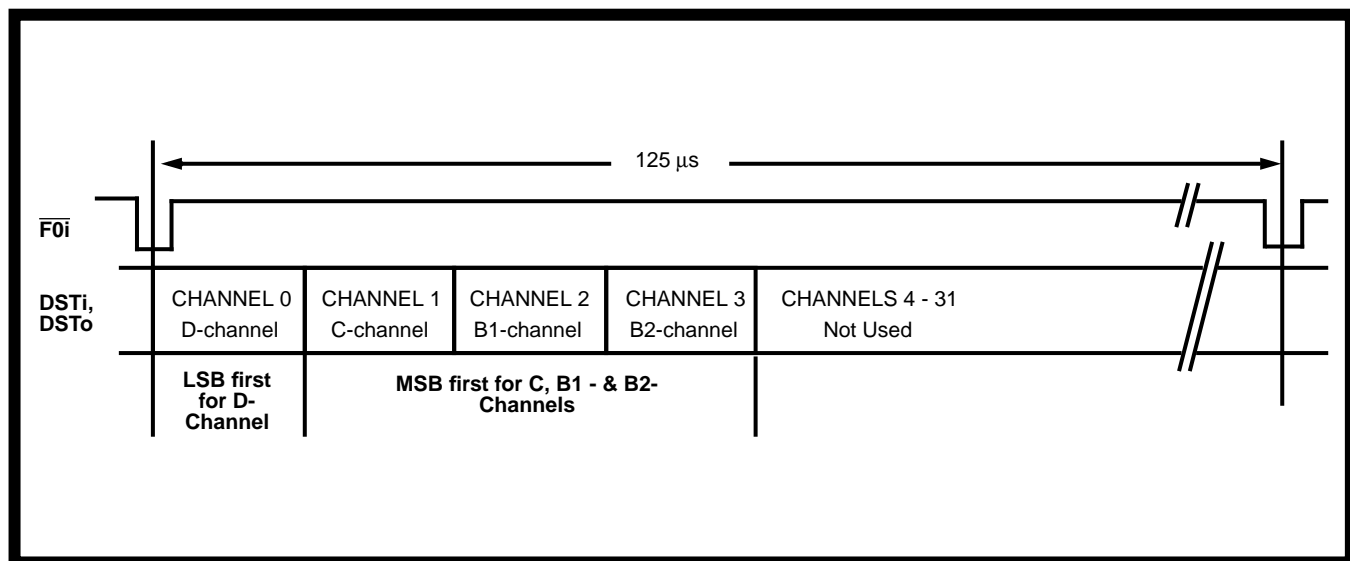 125 μs
F0i
DSTi,
DSTo
CHANNEL 0
D-channel
CHANNEL 1
C-channel
CHANNEL 2
B1-channel
CHANNEL 3
B2-channel
CHANNELS 4 - 31
Not Used
LSB first
for D-
Channel
MSB first for C, B1 - & B2-
Channels